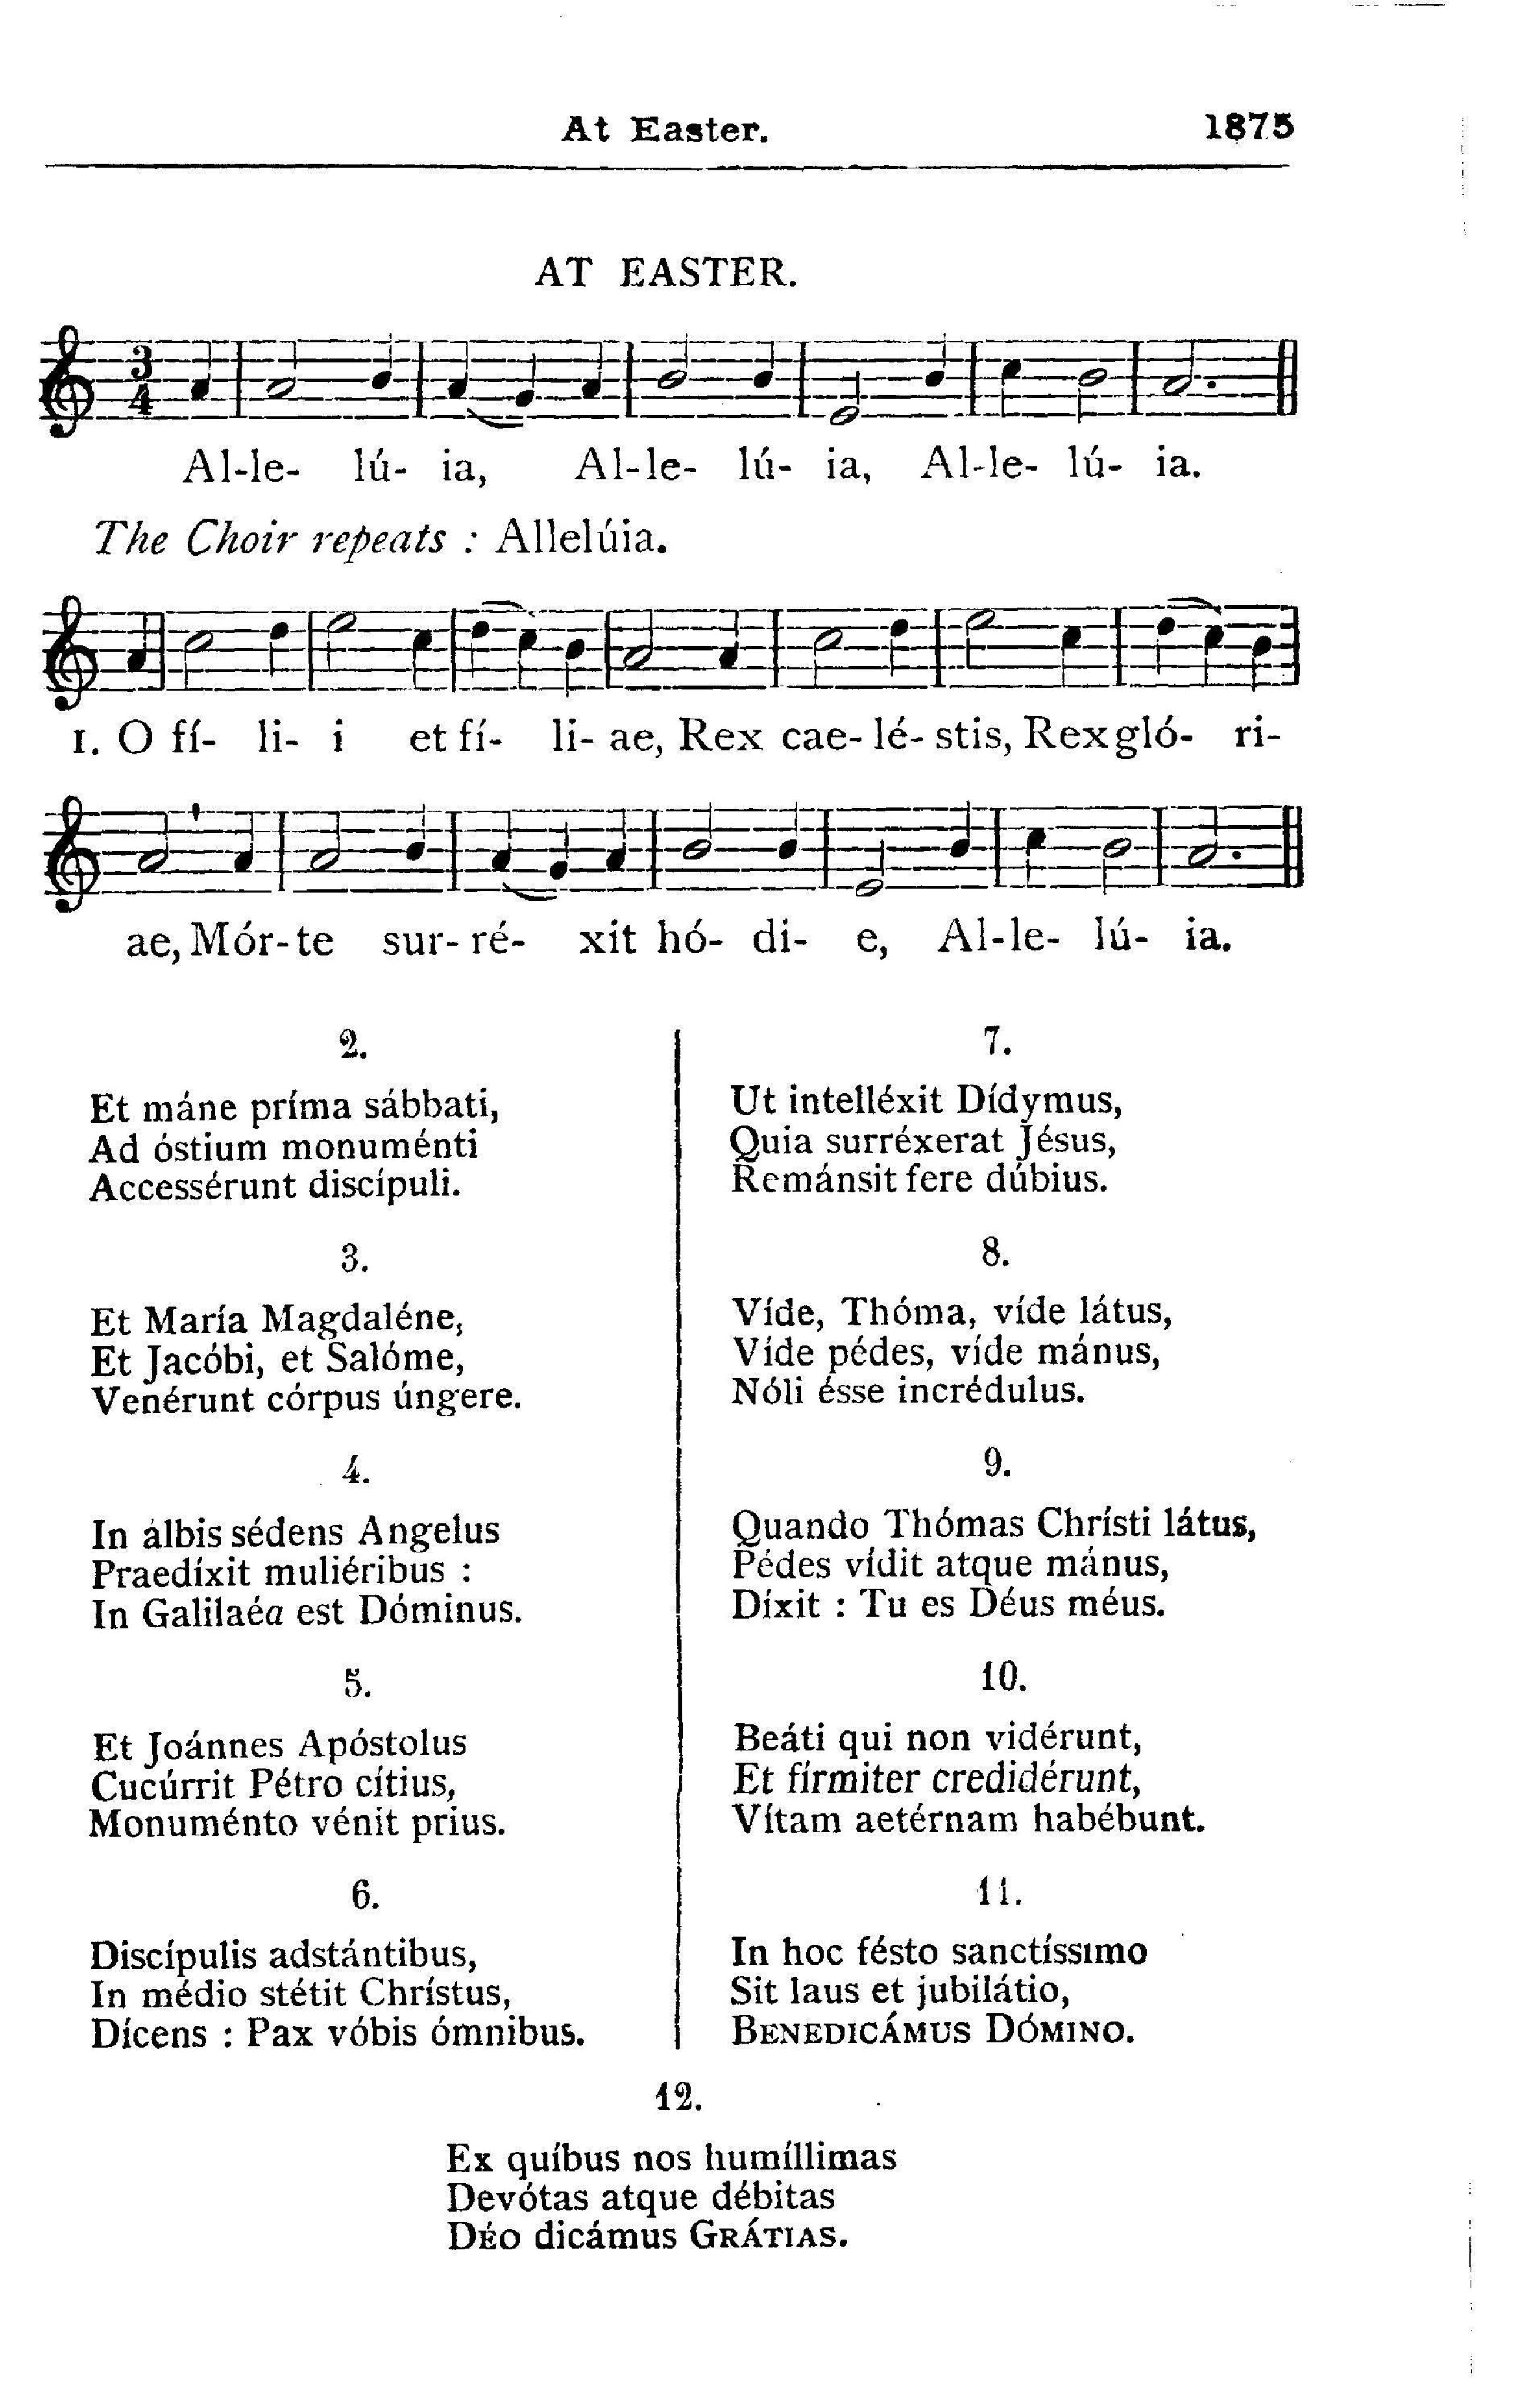 At Easter.
1875
AT EASTER.
3
4
Al-le- lú- ia, Al-le- lú- ia, Al-le- lú- ia.
The Choir repeats : Allelúia.
1. O fí- li- i et fí- li- ae, Rex cae- lé- stis, Rex gló- ri-
ae, Mór- te sur- ré- xit hó- di- e, Al-le- lú- ia.
2.
Et máne príma sábbati,
Ad óstium monuménti
Accessérunt discípuli.
3.
Et María Magdaléne,
Et Jacóbi, et Salóme,
Venérunt córpus úngere.
4.
In álbis sédens Angelus
Praedíxit muliéribus :
In Galilaéa est Dóminus.
5.
Et Joánnes Apóstolus
Cucúrrit Pétro cítius,
Monuménto vénit prius.
6.
Discípulis adstántibus,
In médio stétit Chrístus,
Dícens : Pax vóbis ómnibus.
7.
Ut intelléxit Dídymus,
Quia surréxerat Jésus,
Remánsit fere dúbius.
8.
Víde, Thóma, víde látus,
Víde pédes, víde mánus,
Nóli ésse incrédulus.
9.
Quando Thómas Chrísti látus,
Pédes vídit atque mánus,
Díxit : Tu es Déus méus.
10.
Beáti qui non vidérunt,
Et fírmiter credidérunt,
Vítam aetérnam habébunt.
11.
In hoc fésto sanctíssimo
Sit laus et jubilátio,
BENEDICÁMUS DÓMINO.
12.
Ex quíbus nos humíllimas
Devótas atque débitas
DÉO dicámus GRÁTIAS.